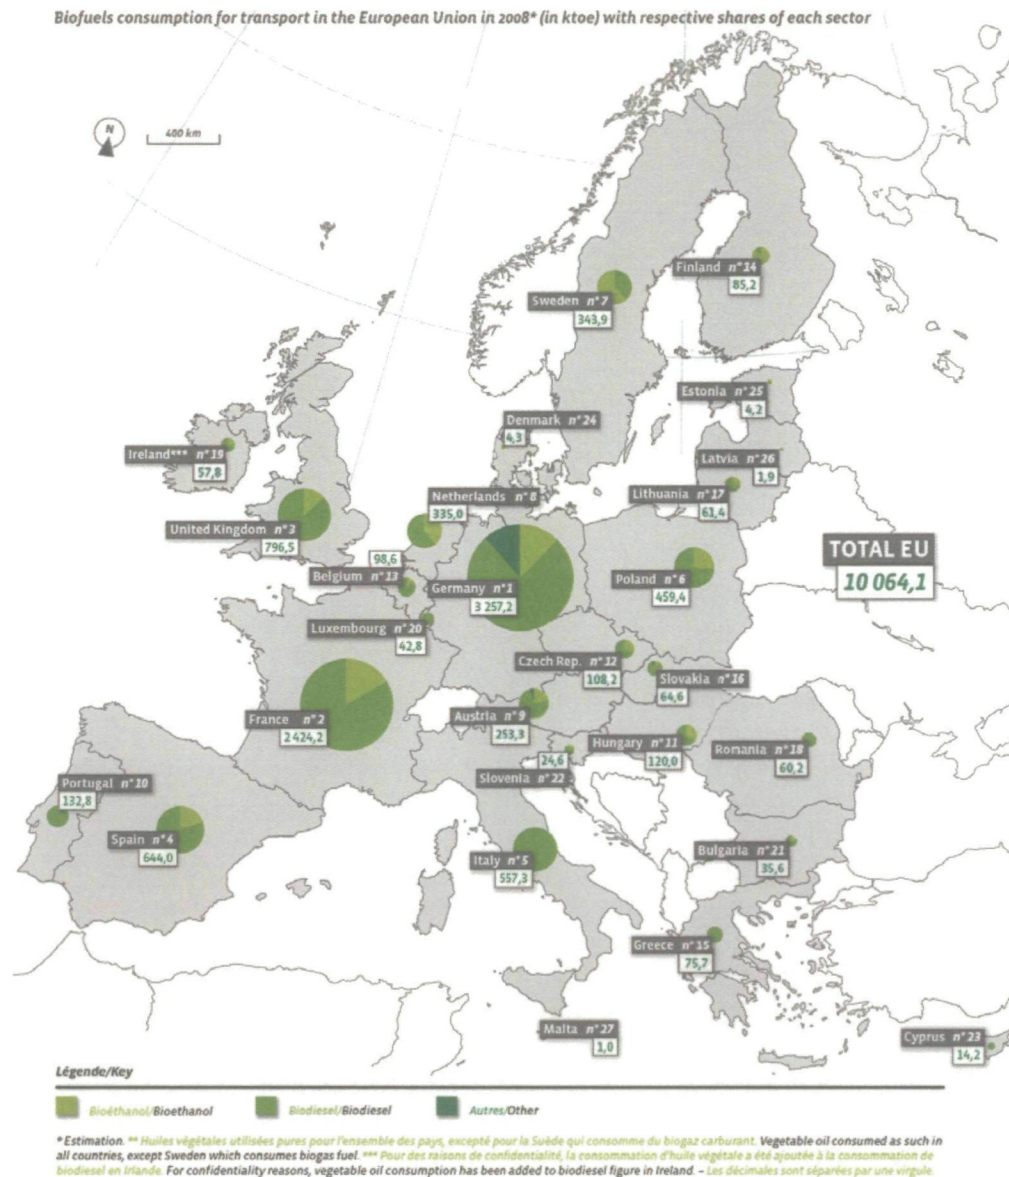 Biofuels consumption for transport in the European Union in 2008* (in ktoe) with respective shares of each sector
N
400 km
Finland n°14
85,2
Sweden n°7
343,9
Estonia n°25
4,2
Denmark n°24
4,3
Ireland*** n°19
57,8
Latvia n°26
1,9
Lithuania n°17
61,4
Netherlands n°8
335,0
United Kingdom n°3
796,5
TOTAL EU
10 064,1
98,6
Belgium n°13
Germany n°1
3 257,2
Poland n°6
459,4
Luxembourg n°20
42,8
Czech Rep. n°12
108,2
Slovakia n°16
64,6
France n°2
2 424,2
Austria n°9
253,3
Hungary n°11
120,0
Romania n°18
60,2
24,6
Slovenia n°22
Portugal n°10
132,8
Spain n°4
644,0
Italy n°5
557,3
Bulgaria n°21
35,6
Greece n°15
75,7
Malta n°27
1,0
Cyprus n°23
14,2
Légende/Key
Bioéthanol/Bioethanol
Biodiesel/Biodiesel
Autres/Other
* Estimation. ** Huiles végétales utilisées pures pour l'ensemble des pays, excepté pour la Suède qui consomme du biogaz carburant. Vegetable oil consumed as such in
all countries, except Sweden which consumes biogas fuel. *** Pour des raisons de confidentialité, la consommation d'huile végétale a été ajoutée à la consommation de
biodiesel en Irlande. For confidentiality reasons, vegetable oil consumption has been added to biodiesel figure in Ireland. – Les décimales sont séparées par une virgule.